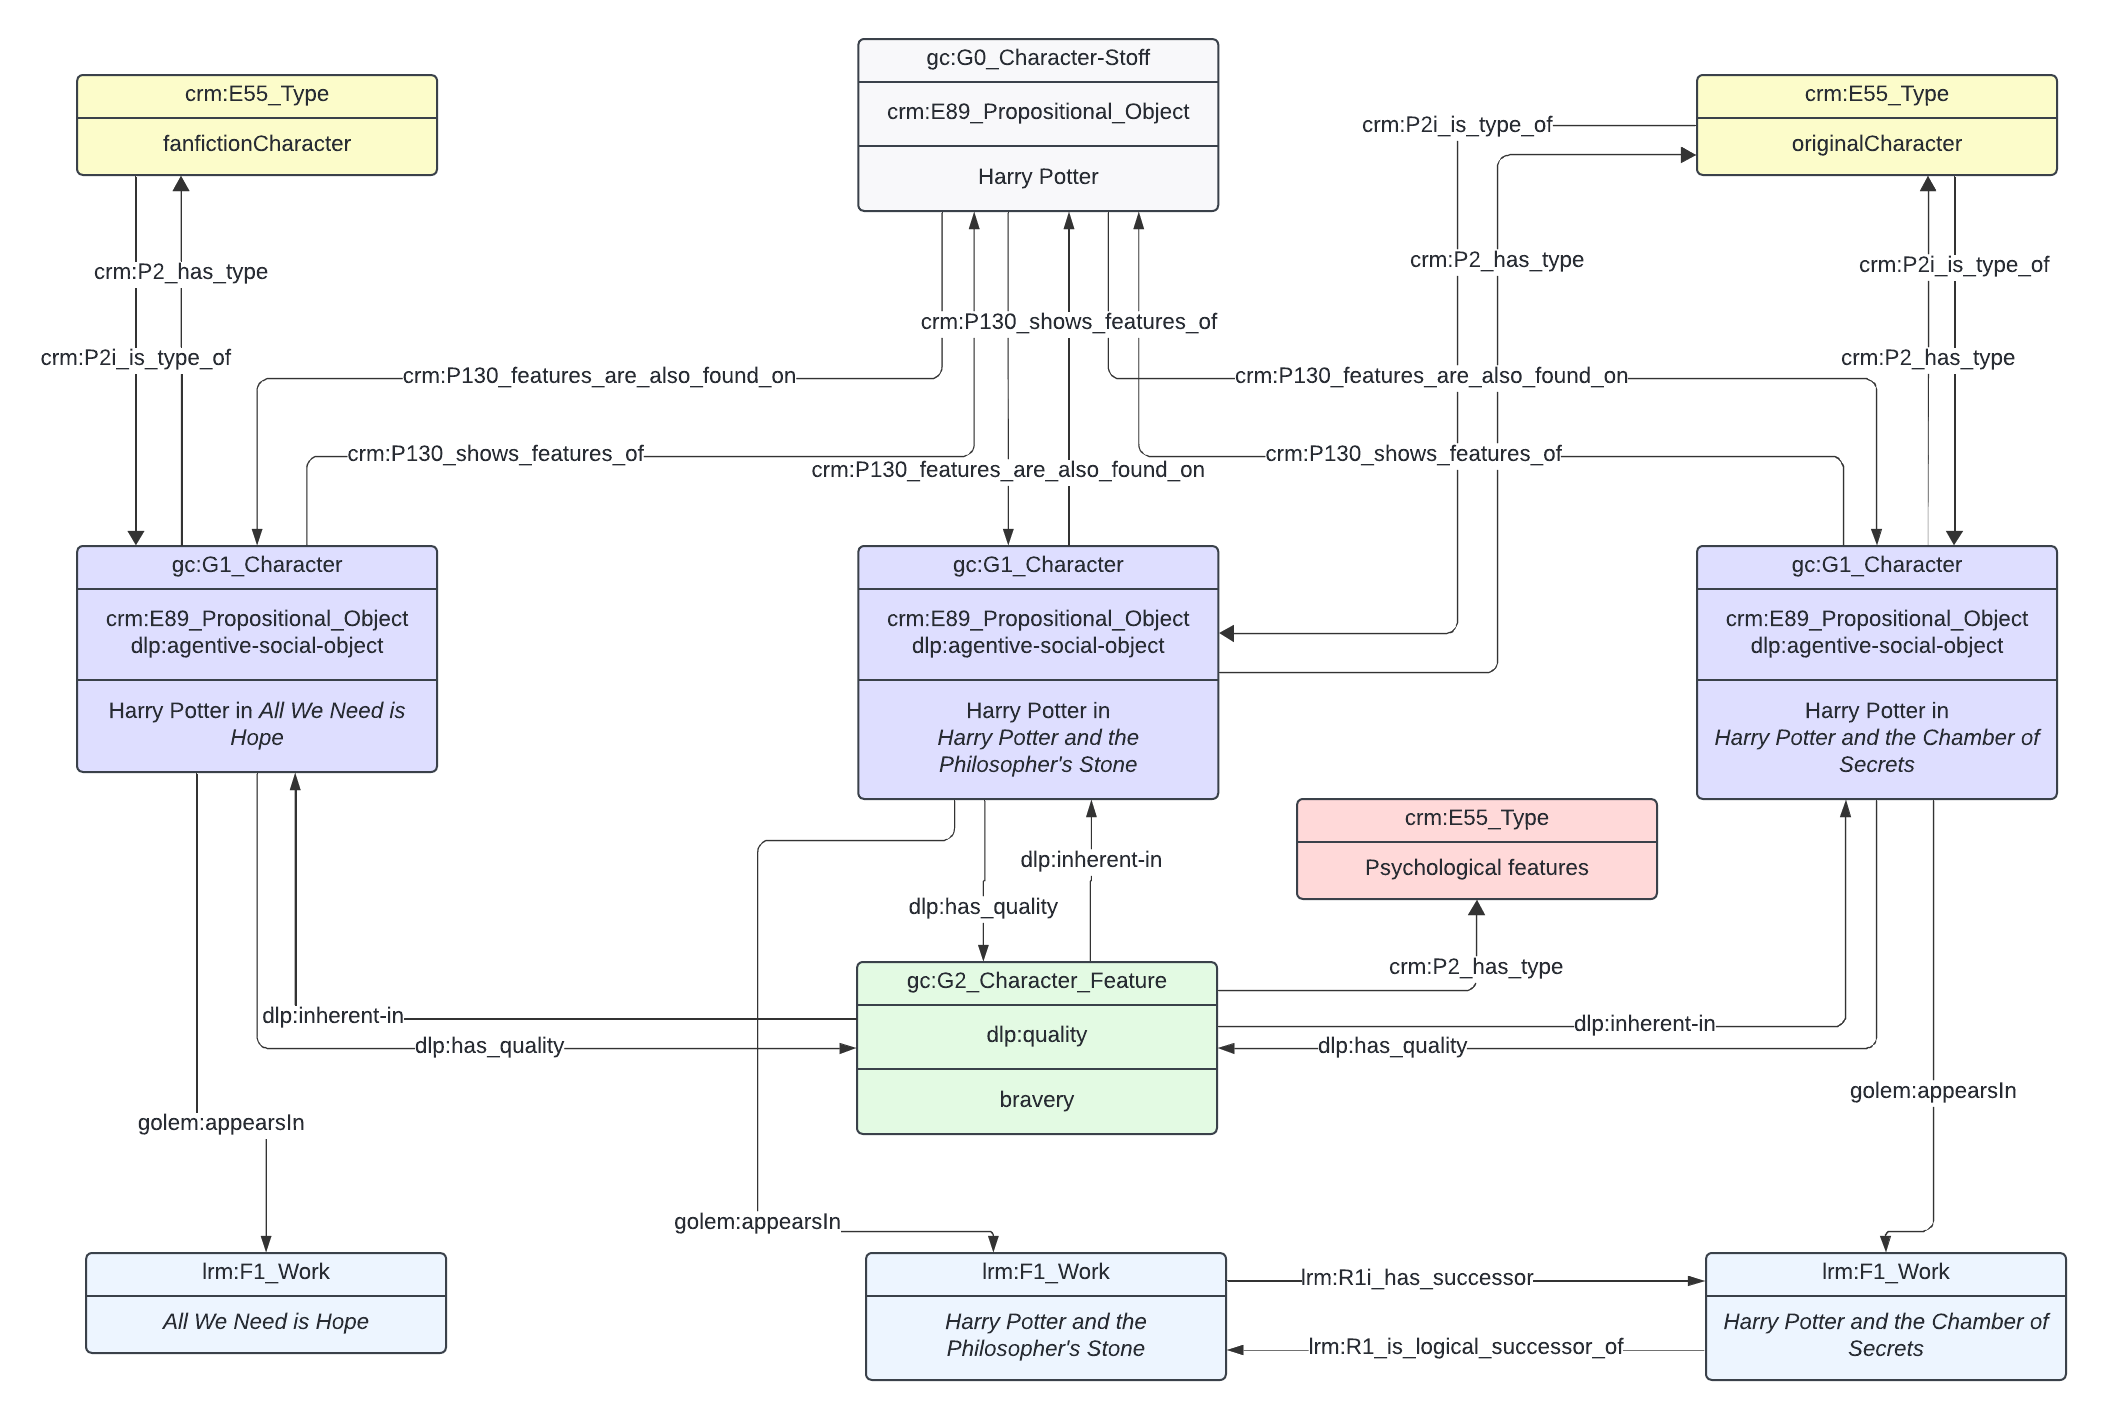 gc:G0_Character-Stoff
crm:E89_Propositional_Object
Harry Potter
crm:E55_Type
fanfictionCharacter
crm:E55_Type
originalCharacter
crm:P2i_is_type_of
crm:P2_has_type
crm:P2_has_type
crm:P2i_is_type_of
crm:P130_shows_features_of
crm:P2i_is_type_of
crm:P2_has_type
crm:P130_features_are_also_found_on
crm:P130_features_are_also_found_on
crm:P130_shows_features_of
crm:P130_shows_features_of
crm:P130_features_are_also_found_on
gc:G1_Character
crm:E89_Propositional_Object
dlp:agentive-social-object
Harry Potter in All We Need is
Hope
gc:G1_Character
crm:E89_Propositional_Object
dlp:agentive-social-object
Harry Potter in
Harry Potter and the
Philosopher's Stone
gc:G1_Character
crm:E89_Propositional_Object
dlp:agentive-social-object
Harry Potter in
Harry Potter and the Chamber of
Secrets
crm:E55_Type
Psychological features
dlp:inherent-in
dlp:has_quality
crm:P2_has_type
gc:G2_Character_Feature
dlp:quality
bravery
dlp:inherent-in
dlp:has_quality
dlp:inherent-in
dlp:has_quality
golem:appearsIn
golem:appearsIn
golem:appearsIn
lrm:F1_Work
All We Need is Hope
lrm:F1_Work
Harry Potter and the
Philosopher's Stone
lrm:R1i_has_successor
lrm:R1_is_logical_successor_of
lrm:F1_Work
Harry Potter and the Chamber of
Secrets